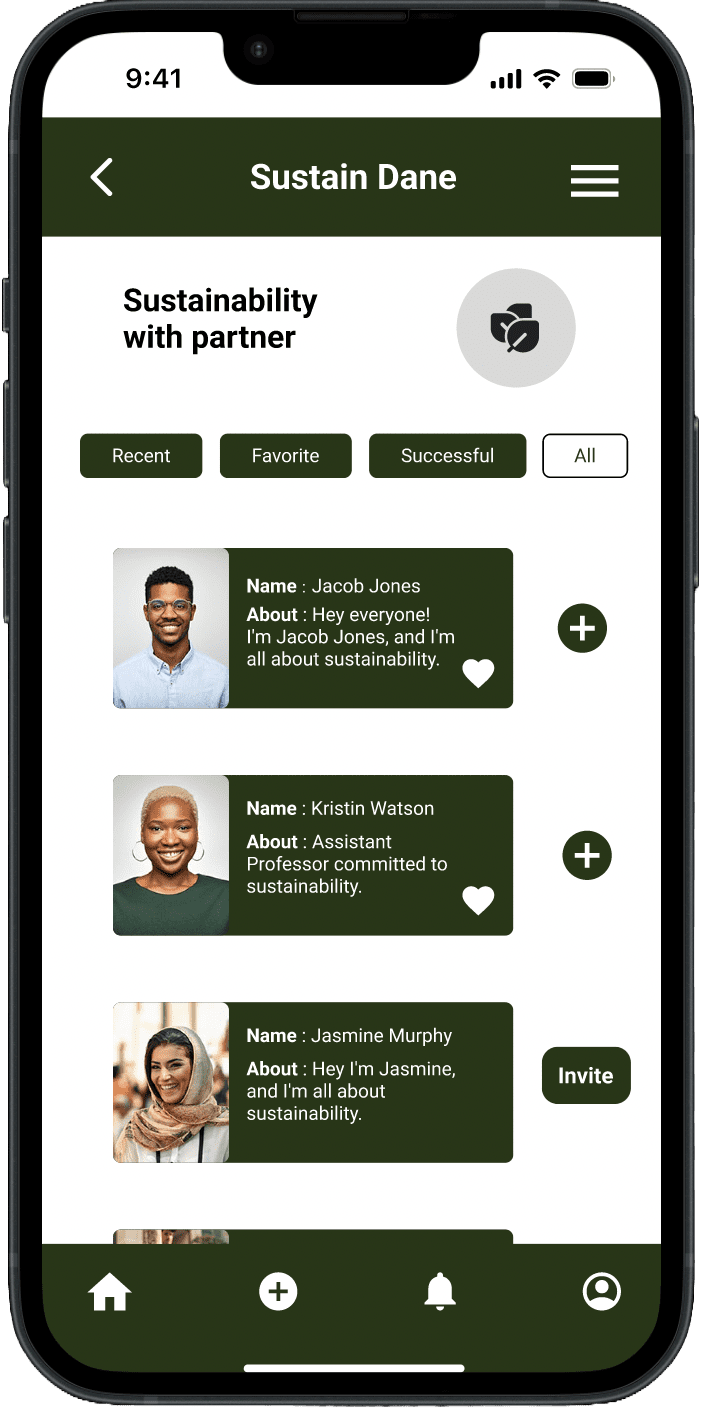 9:41
Sustain Dane
Sustainability
with partner
Recent
Favorite
Successful
All
Name : Jacob Jones
About : Hey everyone!
I'm Jacob Jones, and I'm
all about sustainability.
Name : Kristin Watson
About : Assistant
Professor committed to
sustainability.
Name : Jasmine Murphy
About : Hey I'm Jasmine,
and I'm all about
sustainability.
Invite